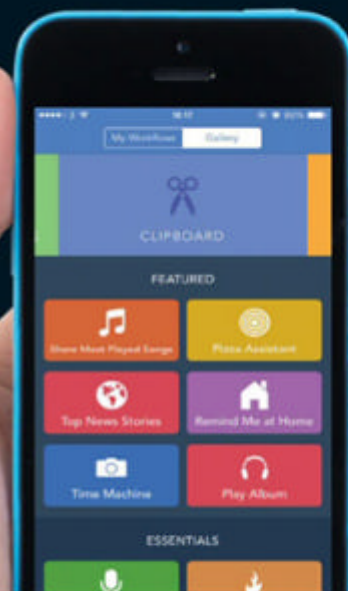 My Workflows Gallery
CLIPBOARD
FEATURED
Share Most Played Songs
Pizza Assistant
Top News Stories
Remind Me at Home
Time Machine
Play Album
ESSENTIALS